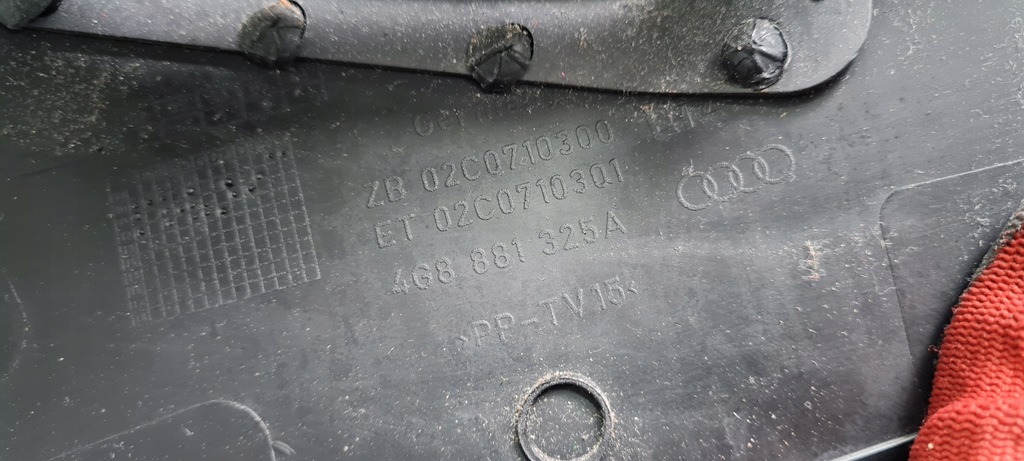 ZB 02C0710300
ET 02C0710301
4G8 881 325A
>PP-TV15<